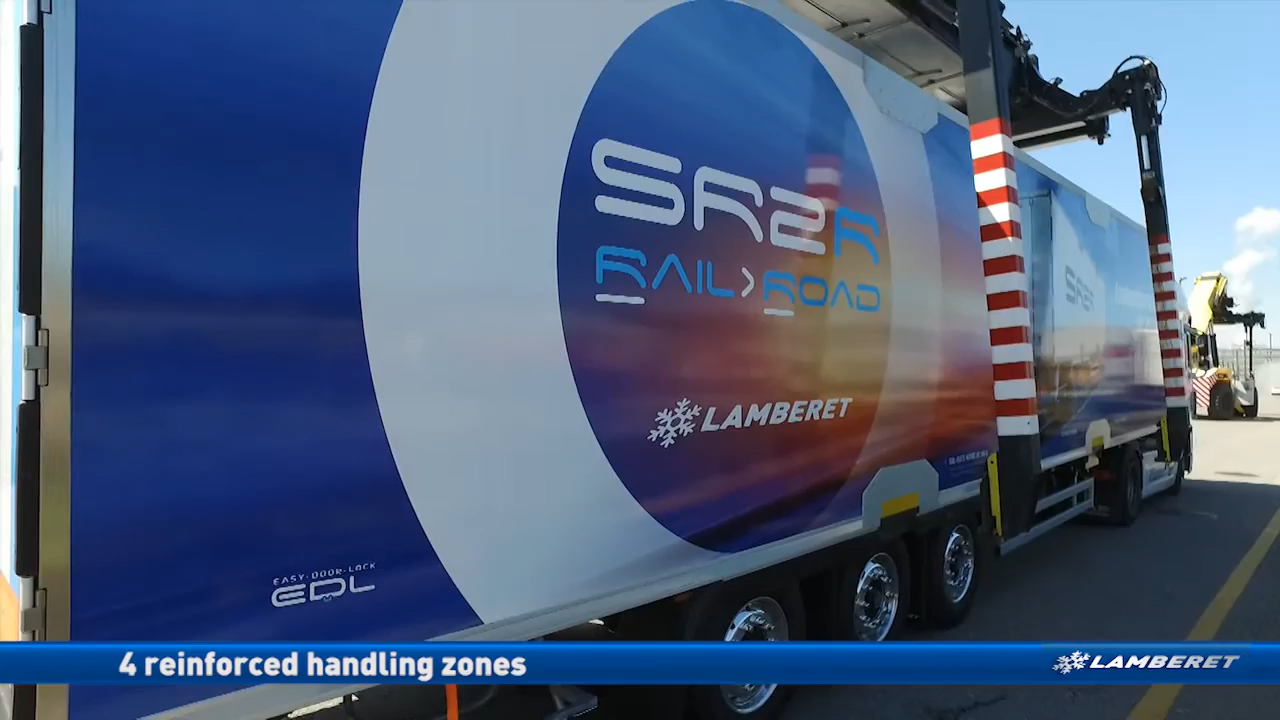 SR2R
RAIL>ROAD
LAMBERET
SR2R
EASY-DOOR-LOCK
EDL
4 reinforced handling zones
LAMBERET